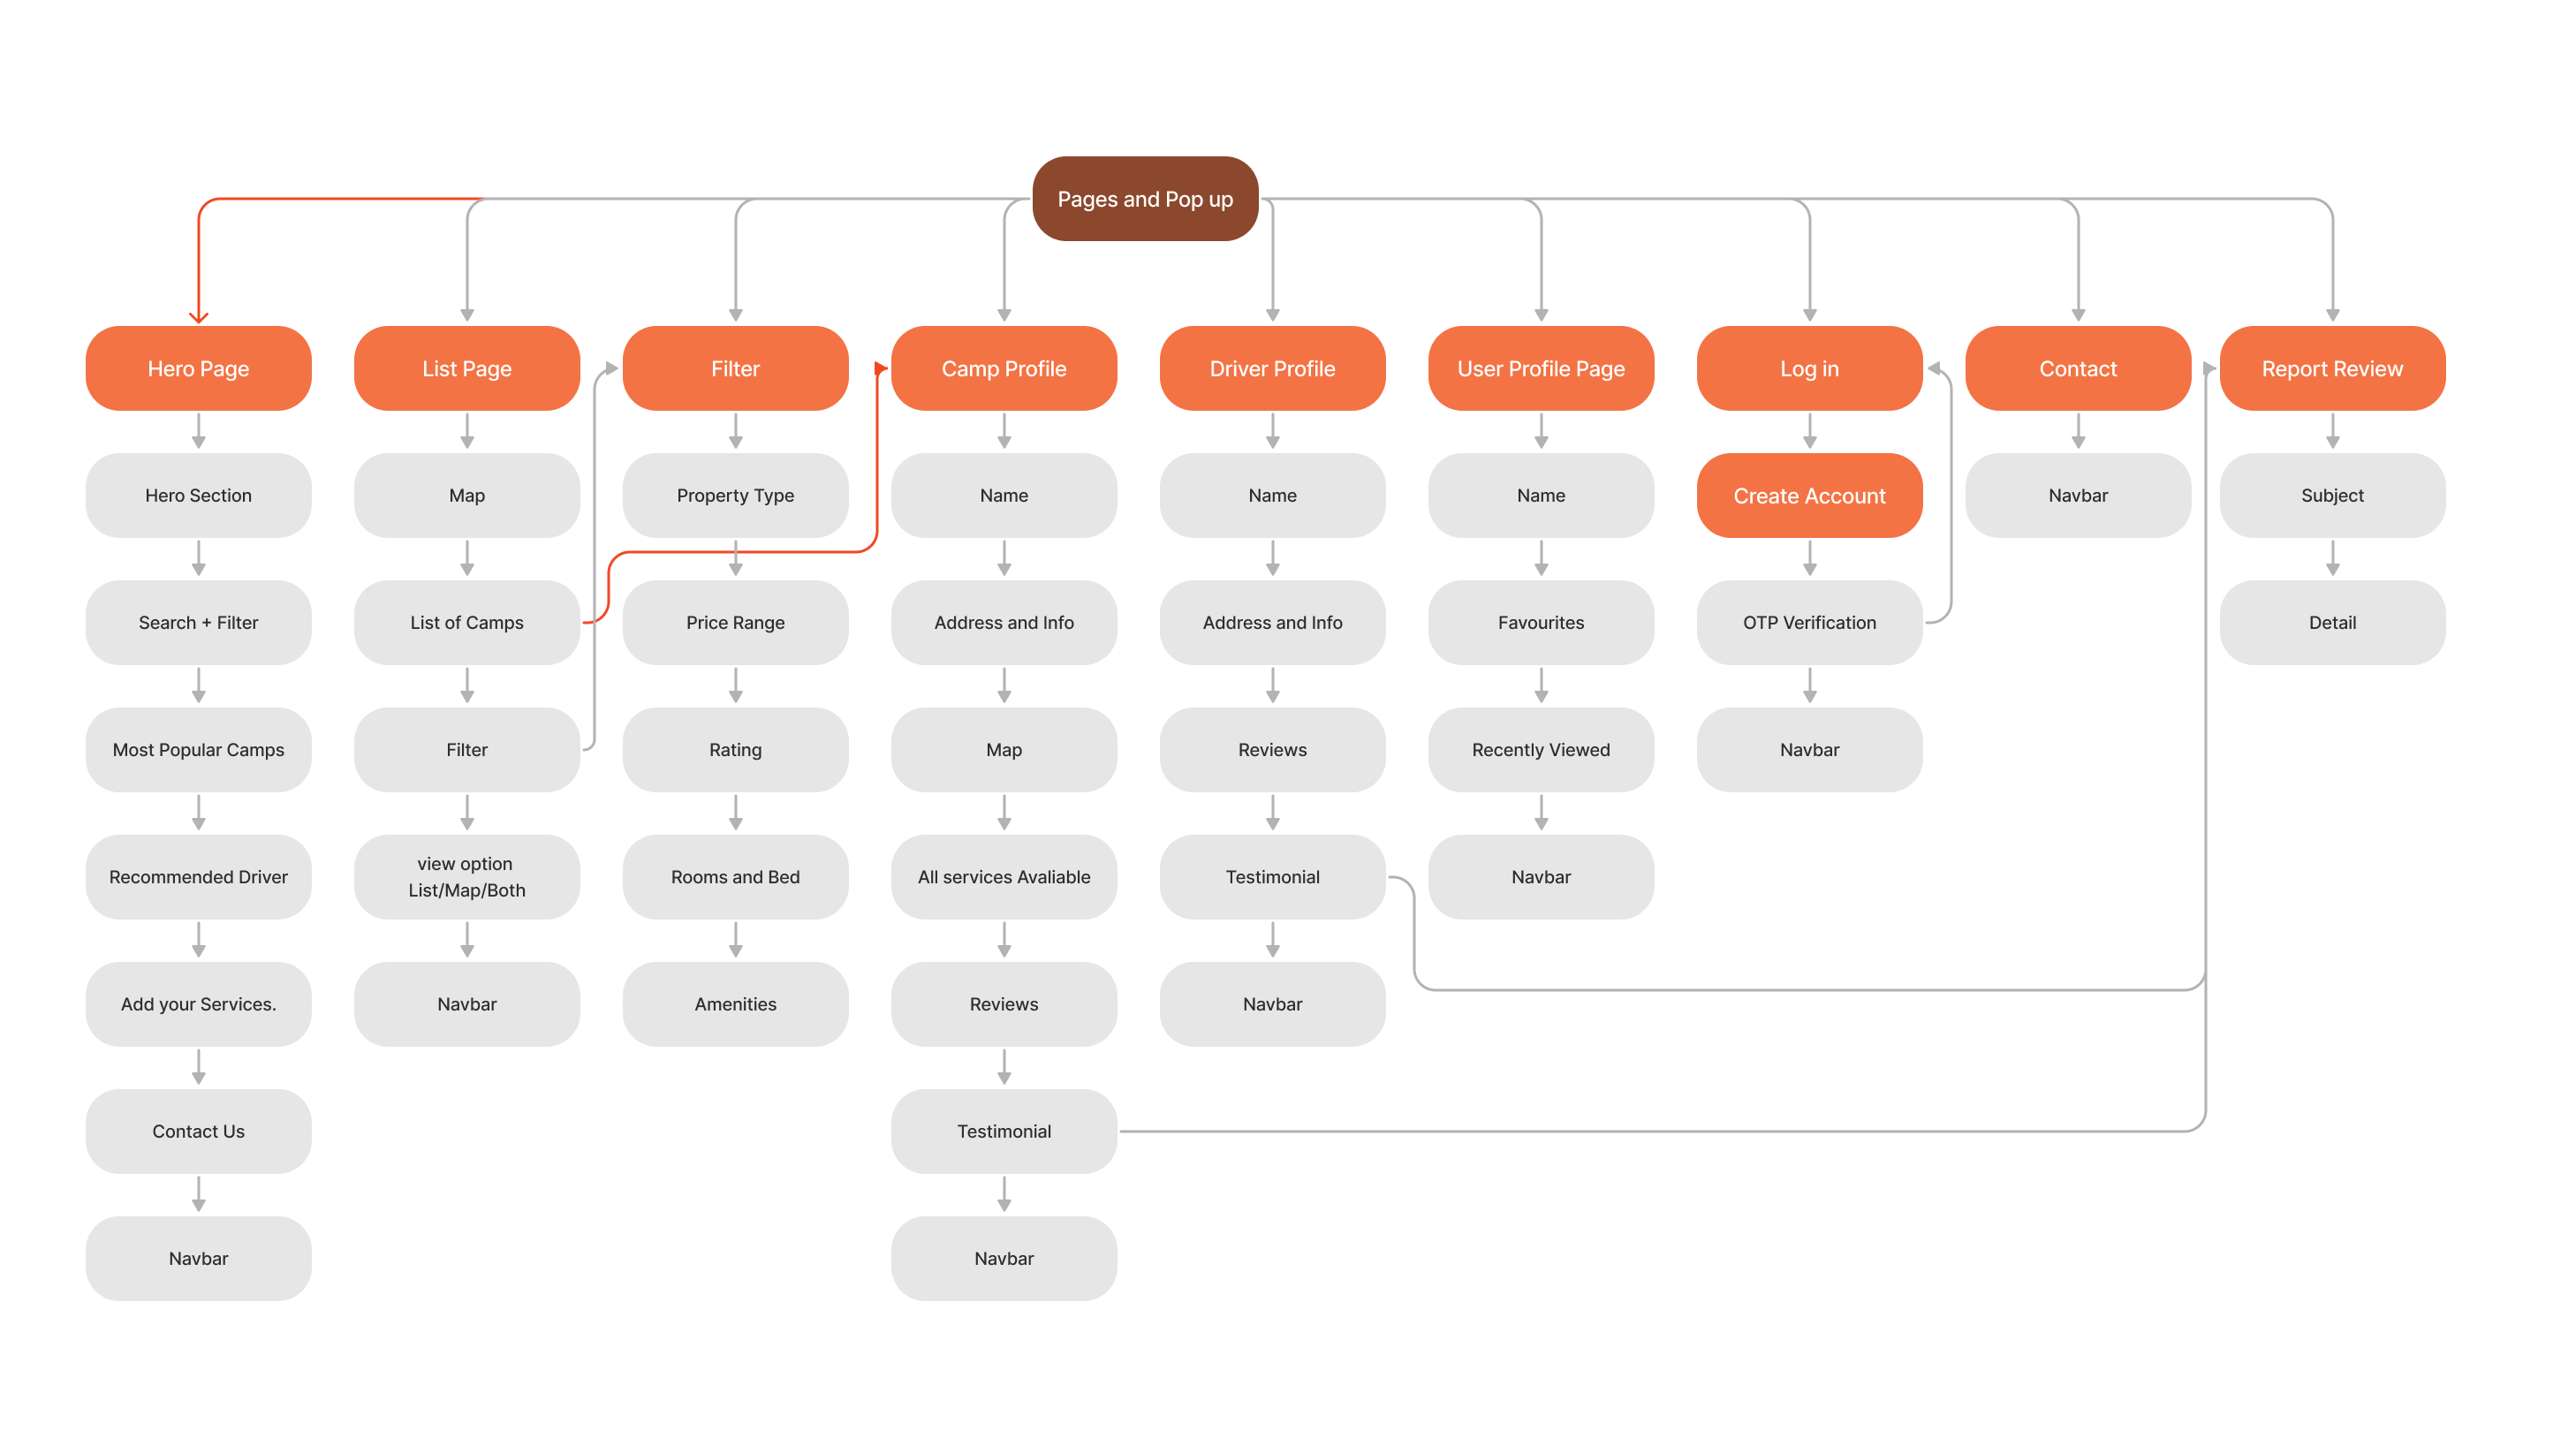 Pages and Pop up
Hero Page
List Page
Filter
Camp Profile
Driver Profile
User Profile Page
Log in
Contact
Report Review
Hero Section
Map
Property Type
Name
Name
Name
Create Account
Navbar
Subject
Search + Filter
List of Camps
Price Range
Address and Info
Address and Info
Favourites
OTP Verification
Detail
Most Popular Camps
Filter
Rating
Map
Reviews
Recently Viewed
Navbar
Recommended Driver
view option
List/Map/Both
Rooms and Bed
All services Avaliable
Testimonial
Navbar
Add your Services.
Navbar
Amenities
Reviews
Navbar
Contact Us
Testimonial
Navbar
Navbar